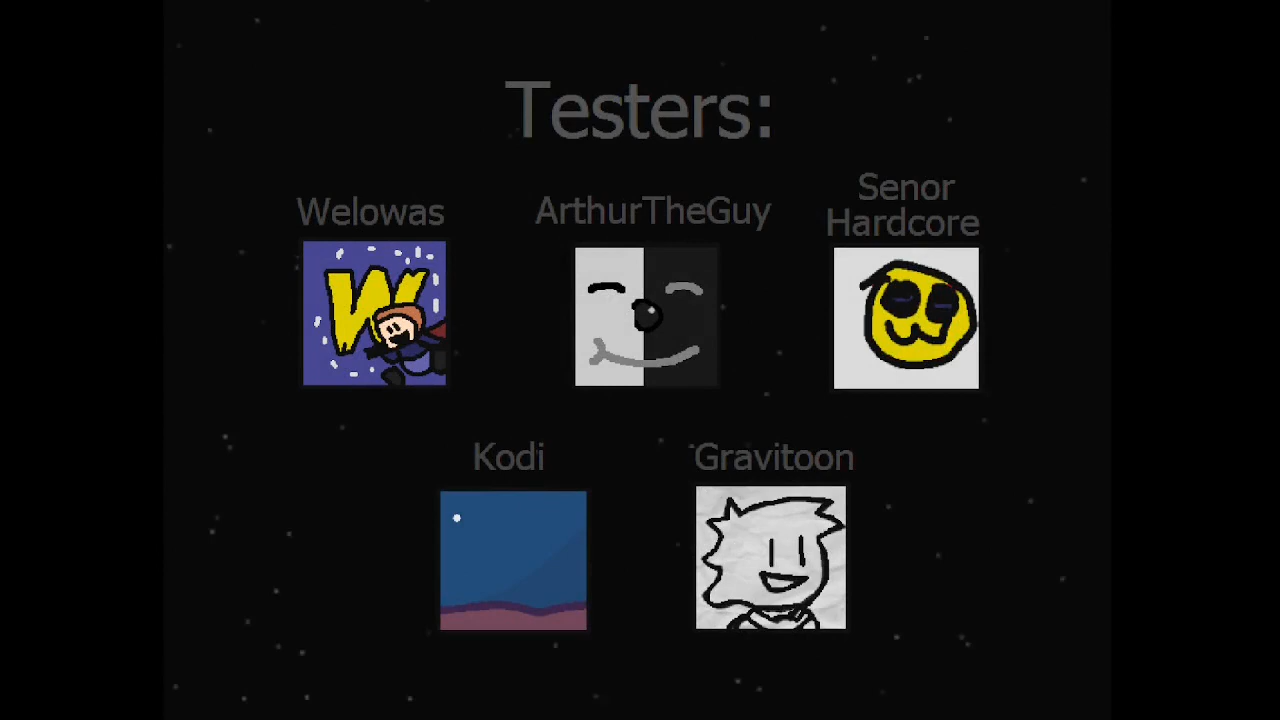 Testers:
Welowas
ArthurTheGuy
Senor
Hardcore
W
Kodi
Gravitoon